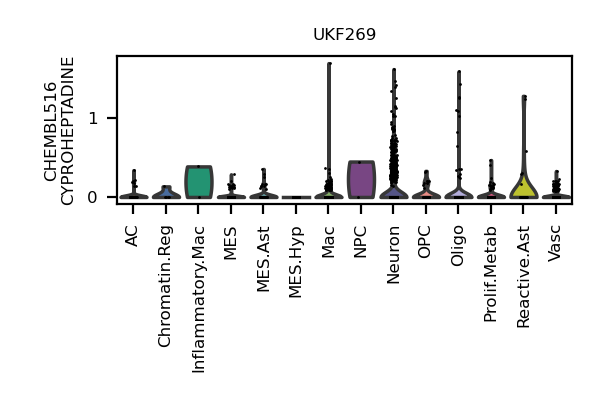 UKF269
CHEMBL516
CYPROHEPTADINE
1
0
AC
Chromatin.Reg
Inflammatory.Mac
MES
MES.Ast
MES.Hyp
Mac
NPC
Neuron
OPC
Oligo
Prolif.Metab
Reactive.Ast
Vasc